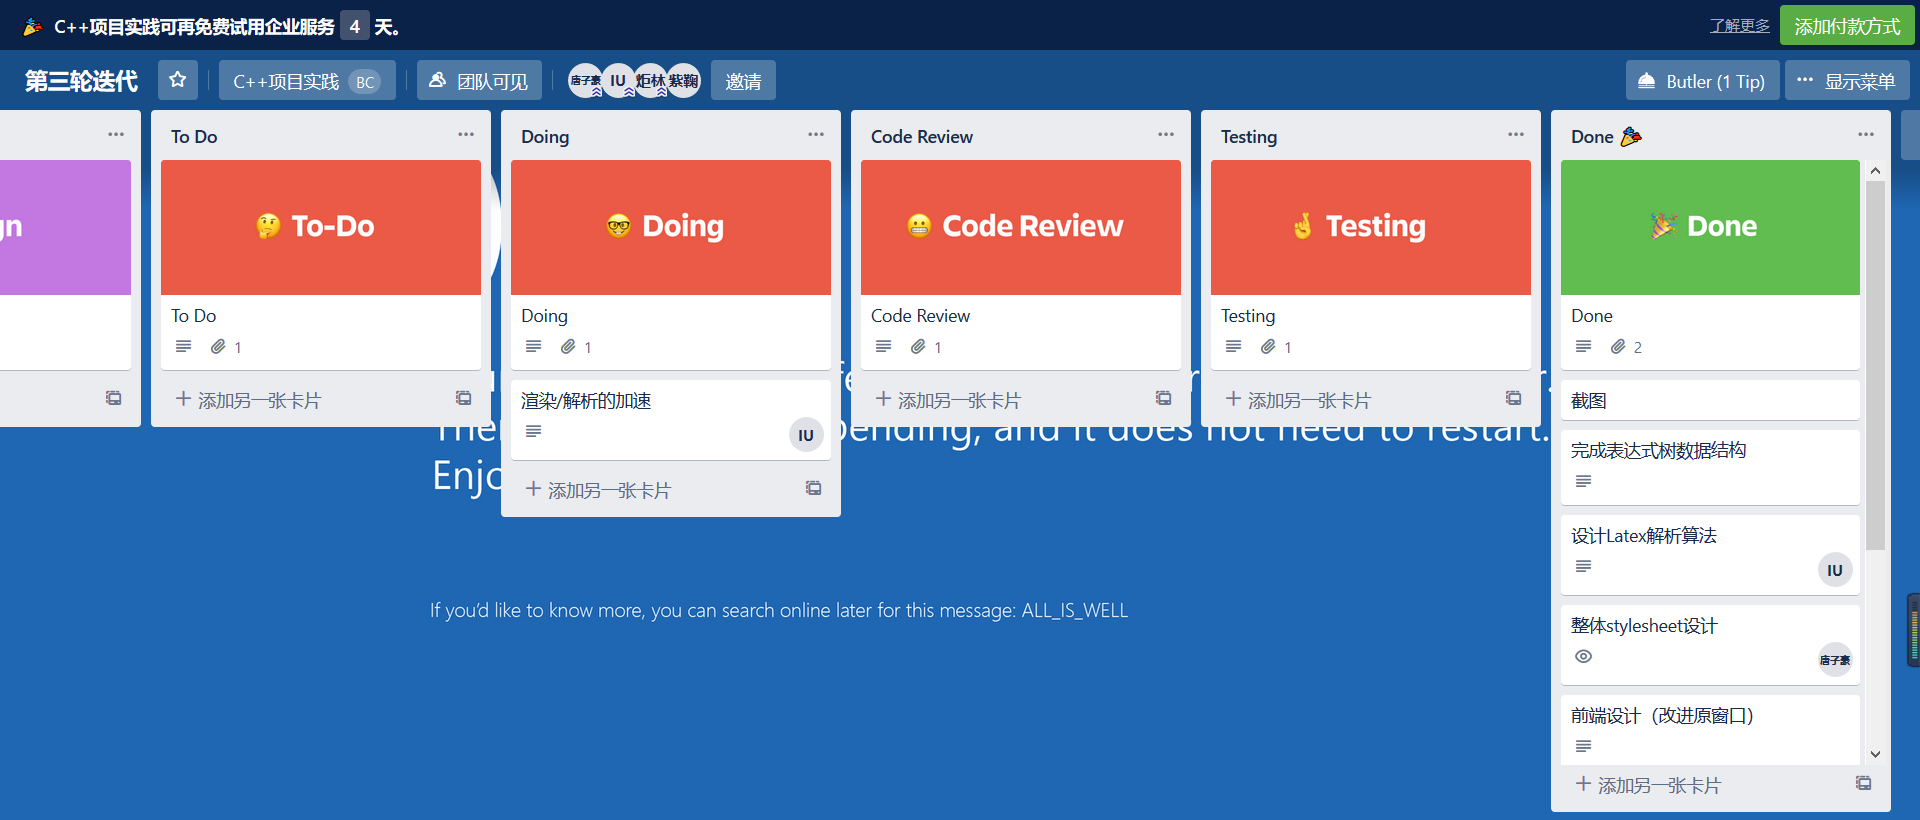 C++项目实践可再免费试用企业服务 4 天。
了解更多
添加付款方式
第三轮迭代
C++项目实践 BC
团队可见
唐子豪
IU
炬林
紫鞠
邀请
Butler (1 Tip)
显示菜单
gn
To Do
To-Do
To Do
1
添加另一张卡片
Doing
Doing
Doing
1
渲染/解析的加速
IU
添加另一张卡片
Code Review
Code Review
Code Review
1
添加另一张卡片
Testing
Testing
Testing
1
添加另一张卡片
Done
Done
Done
2
截图
完成表达式树数据结构
设计Latex解析算法
IU
整体stylesheet设计
唐子豪
前端设计（改进原窗口）
添加另一张卡片
pending, and it does not need to restart.
Enjo
If you’d like to know more, you can search online later for this message: ALL_IS_WELL